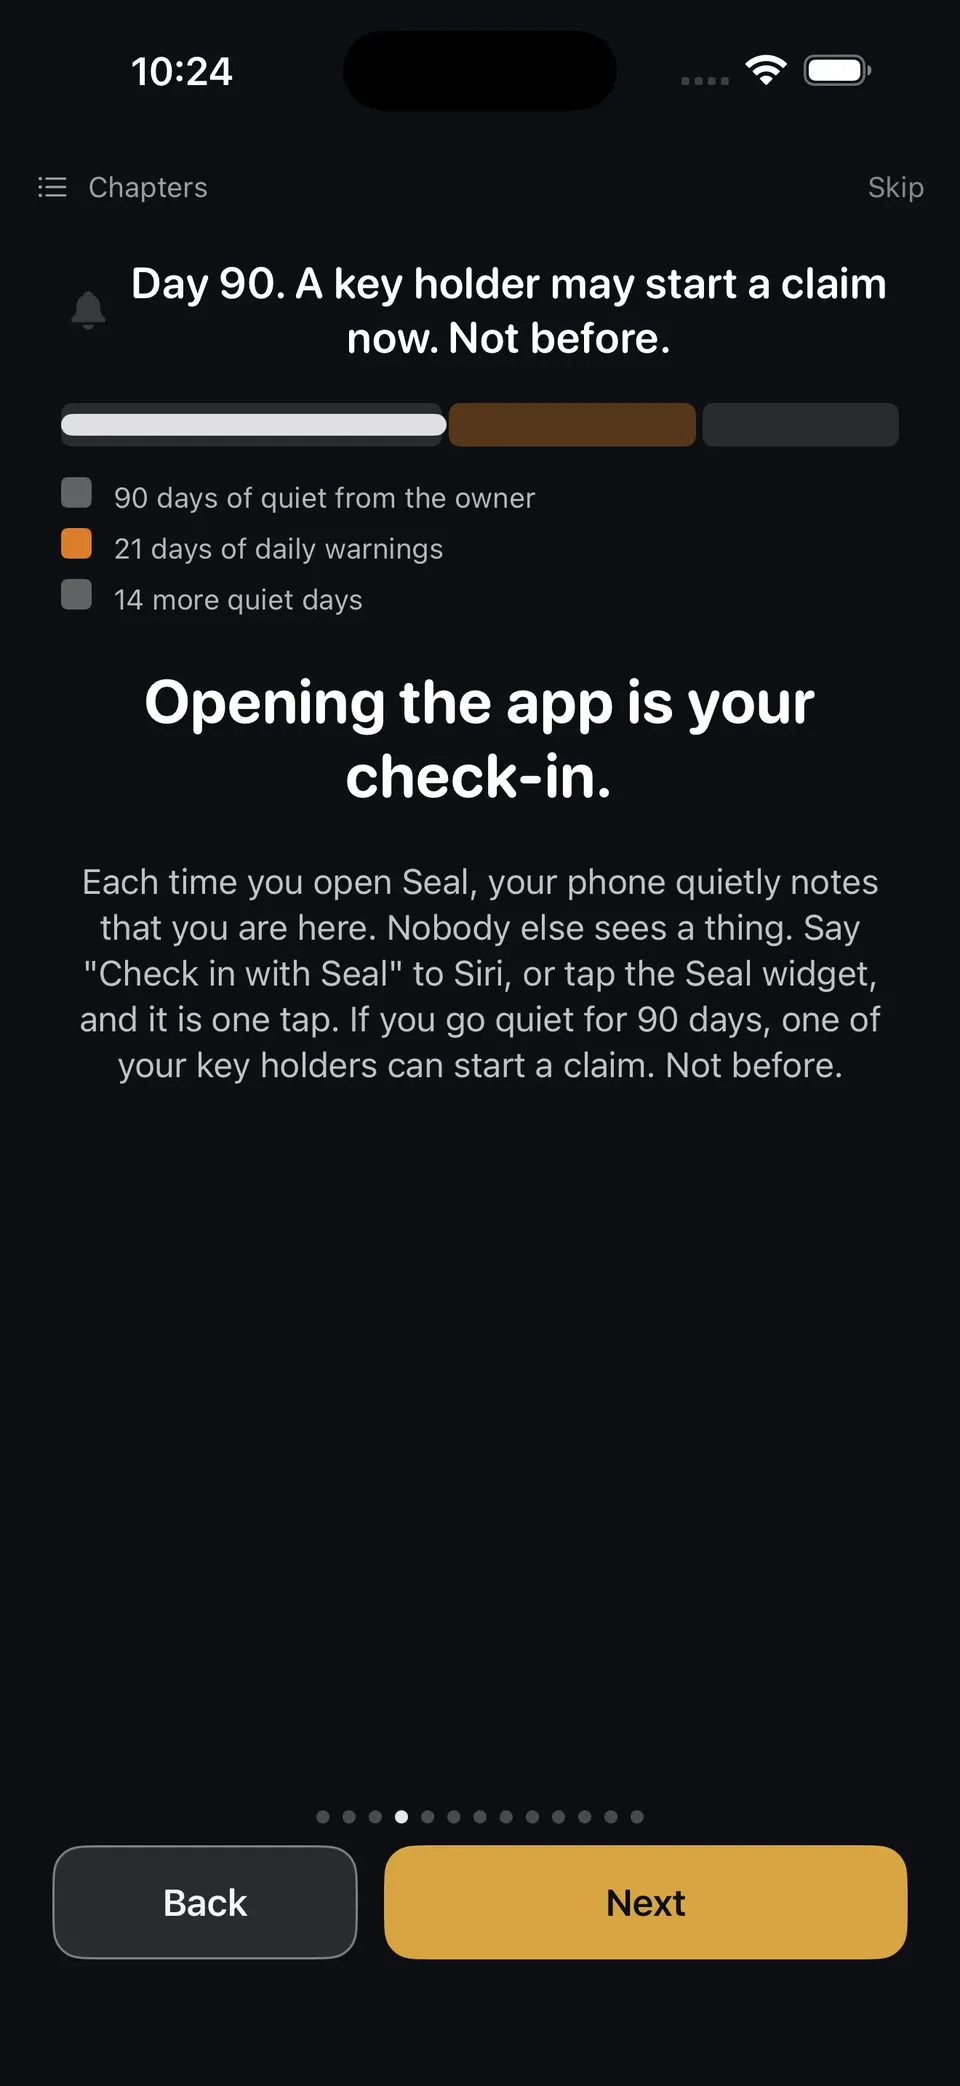 10:24
Chapters
Skip
Day 90. A key holder may start a claim
now. Not before.
90 days of quiet from the owner
21 days of daily warnings
14 more quiet days
Opening the app is your
check-in.
Each time you open Seal, your phone quietly notes
that you are here. Nobody else sees a thing. Say
"Check in with Seal" to Siri, or tap the Seal widget,
and it is one tap. If you go quiet for 90 days, one of
your key holders can start a claim. Not before.
Back
Next